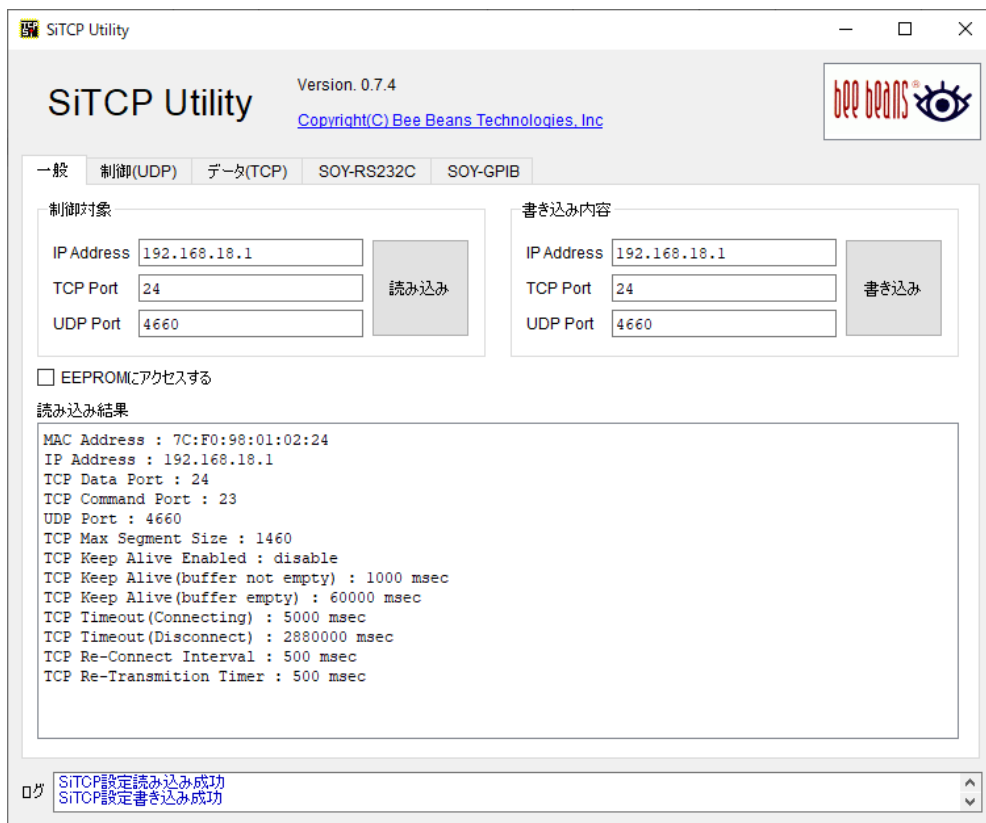 SiTCP Utility
SiTCP Utility
Version. 0.7.4
Copyright(C) Bee Beans Technologies, Inc
bee beans®
一般 制御(UDP) データ(TCP) SOY-RS232C SOY-GPIB
制御対象
IP Address 192.168.18.1
TCP Port 24
UDP Port 4660
読み込み
書き込み内容
IP Address 192.168.18.1
TCP Port 24
UDP Port 4660
書き込み
EEPROMにアクセスする
読み込み結果
MAC Address : 7C:F0:98:01:02:24
IP Address : 192.168.18.1
TCP Data Port : 24
TCP Command Port : 23
UDP Port : 4660
TCP Max Segment Size : 1460
TCP Keep Alive Enabled : disable
TCP Keep Alive(buffer not empty) : 1000 msec
TCP Keep Alive(buffer empty) : 60000 msec
TCP Timeout(Connecting) : 5000 msec
TCP Timeout(Disconnect) : 2880000 msec
TCP Re-Connect Interval : 500 msec
TCP Re-Transmition Timer : 500 msec
ログ
SiTCP設定読み込み成功
SiTCP設定書き込み成功